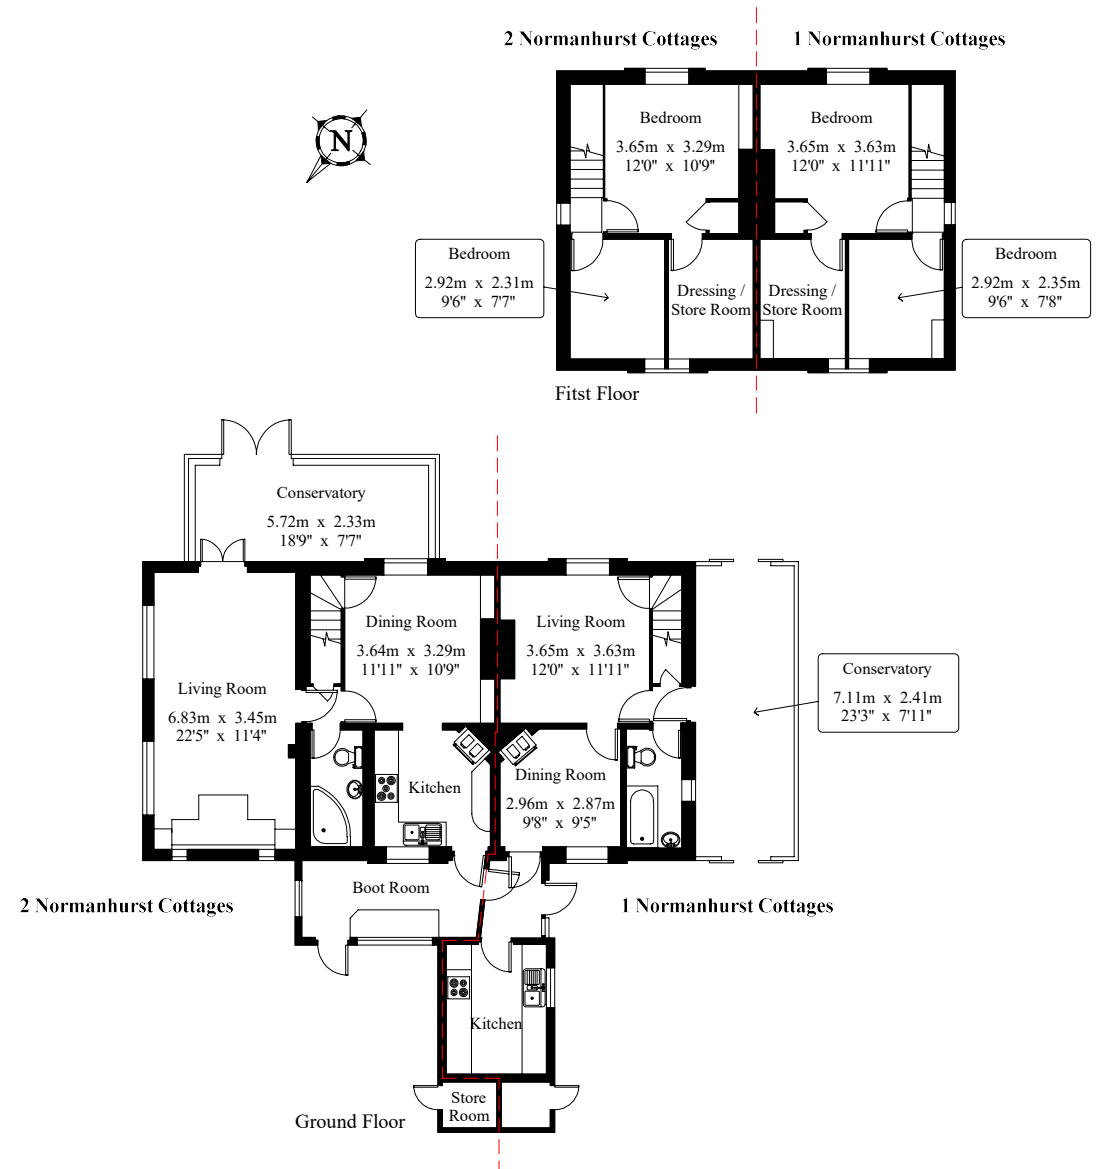 2 Normanhurst Cottages
1 Normanhurst Cottages
N
Bedroom
3.65m x 3.29m
12'0" x 10'9"
Bedroom
3.65m x 3.63m
12'0" x 11'11"
Bedroom
2.92m x 2.31m
9'6" x 7'7"
Dressing /
Store Room
Dressing /
Store Room
Bedroom
2.92m x 2.35m
9'6" x 7'8"
Fitst Floor
Conservatory
5.72m x 2.33m
18'9" x 7'7"
Dining Room
3.64m x 3.29m
11'11" x 10'9"
Living Room
3.65m x 3.63m
12'0" x 11'11"
Conservatory
7.11m x 2.41m
23'3" x 7'11"
Living Room
6.83m x 3.45m
22'5" x 11'4"
Kitchen
Dining Room
2.96m x 2.87m
9'8" x 9'5"
Boot Room
2 Normanhurst Cottages
1 Normanhurst Cottages
Kitchen
Store
Room
Ground Floor